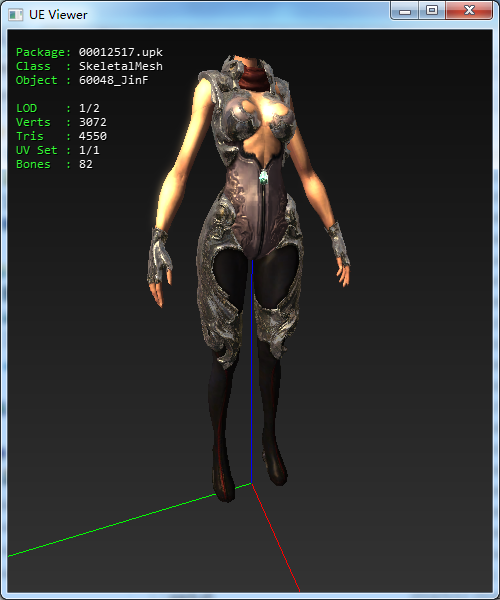 UE Viewer
Package: 00012517.upk
Class  : SkeletalMesh
Object : 60048_JinF
LOD    : 1/2
Verts  : 3072
Tris   : 4550
UV Set : 1/1
Bones  : 82